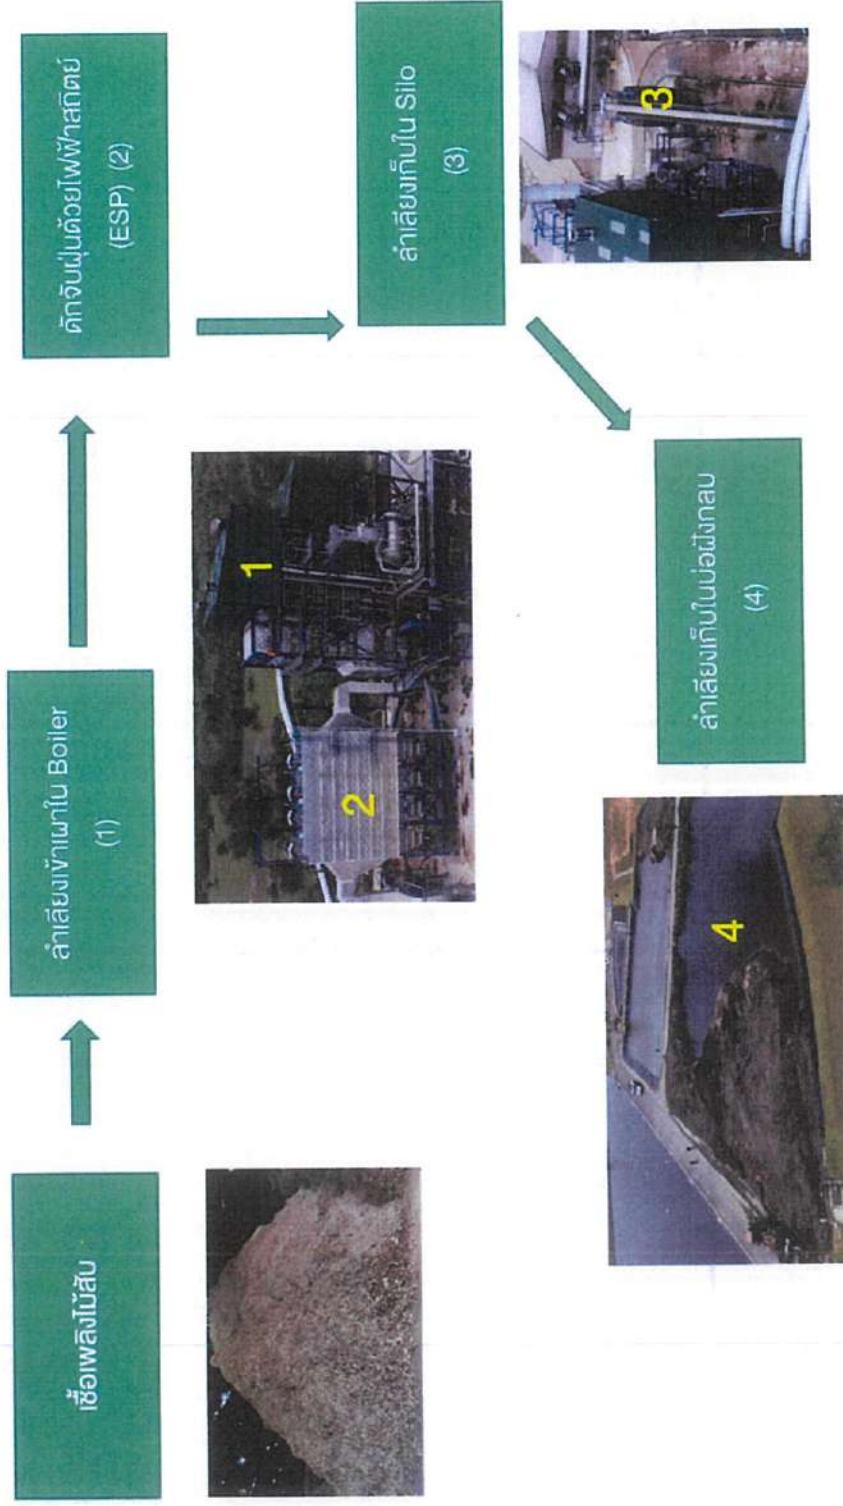 เชื้อเพลิงไม้สับ
ลำเลียงเข้าเผาใน Boiler
(1)
ดักจับฝุ่นด้วยไฟฟ้าสถิตย์
(ESP) (2)
ลำเลียงเก็บใน Silo
(3)
ลำเลียงเก็บในบ่อฝังกลบ
(4)
1
2
3
4